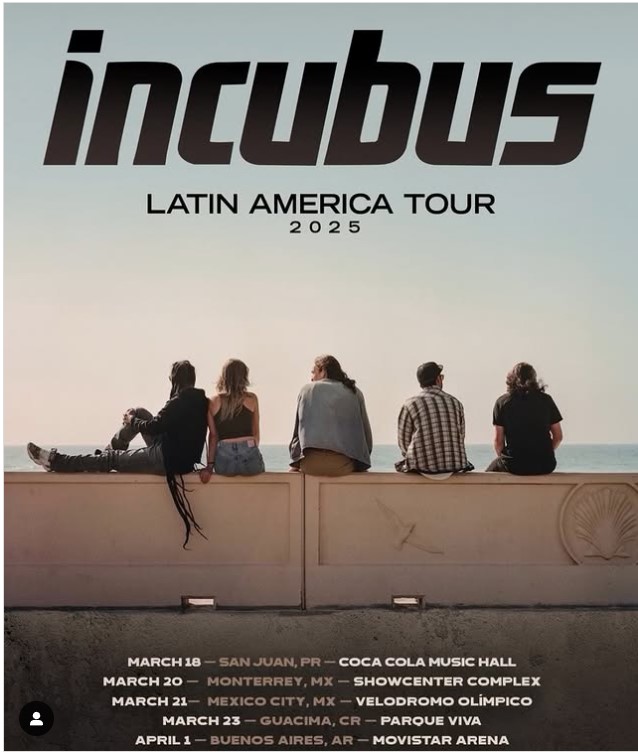 incubus
LATIN AMERICA TOUR
2025
MARCH 18 — SAN JUAN, PR — COCA COLA MUSIC HALL
MARCH 20 — MONTERREY, MX — SHOWCENTER COMPLEX
MARCH 21— MEXICO CITY, MX — VELODROMO OLÍMPICO
MARCH 23 — GUACIMA, CR — PARQUE VIVA
APRIL 1 — BUENOS AIRES, AR — MOVISTAR ARENA